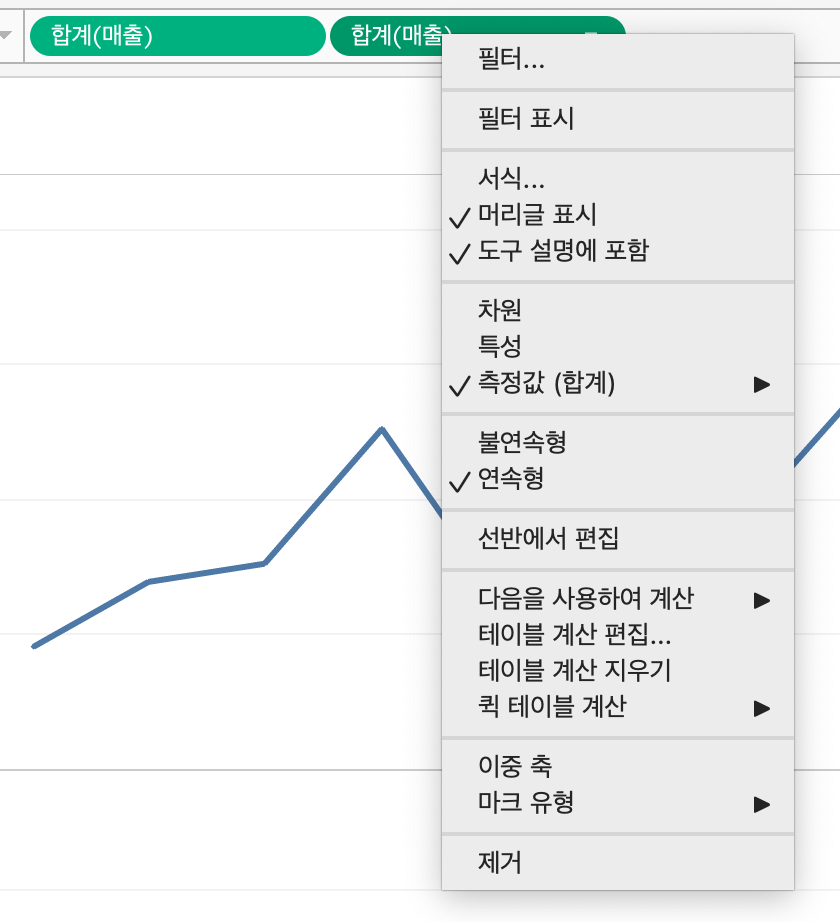 합계(매출)
합계(매출)
필터...
필터 표시
서식...
머리글 표시
도구 설명에 포함
차원
특성
측정값 (합계)
불연속형
연속형
선반에서 편집
다음을 사용하여 계산
테이블 계산 편집...
테이블 계산 지우기
퀵 테이블 계산
이중 축
마크 유형
제거